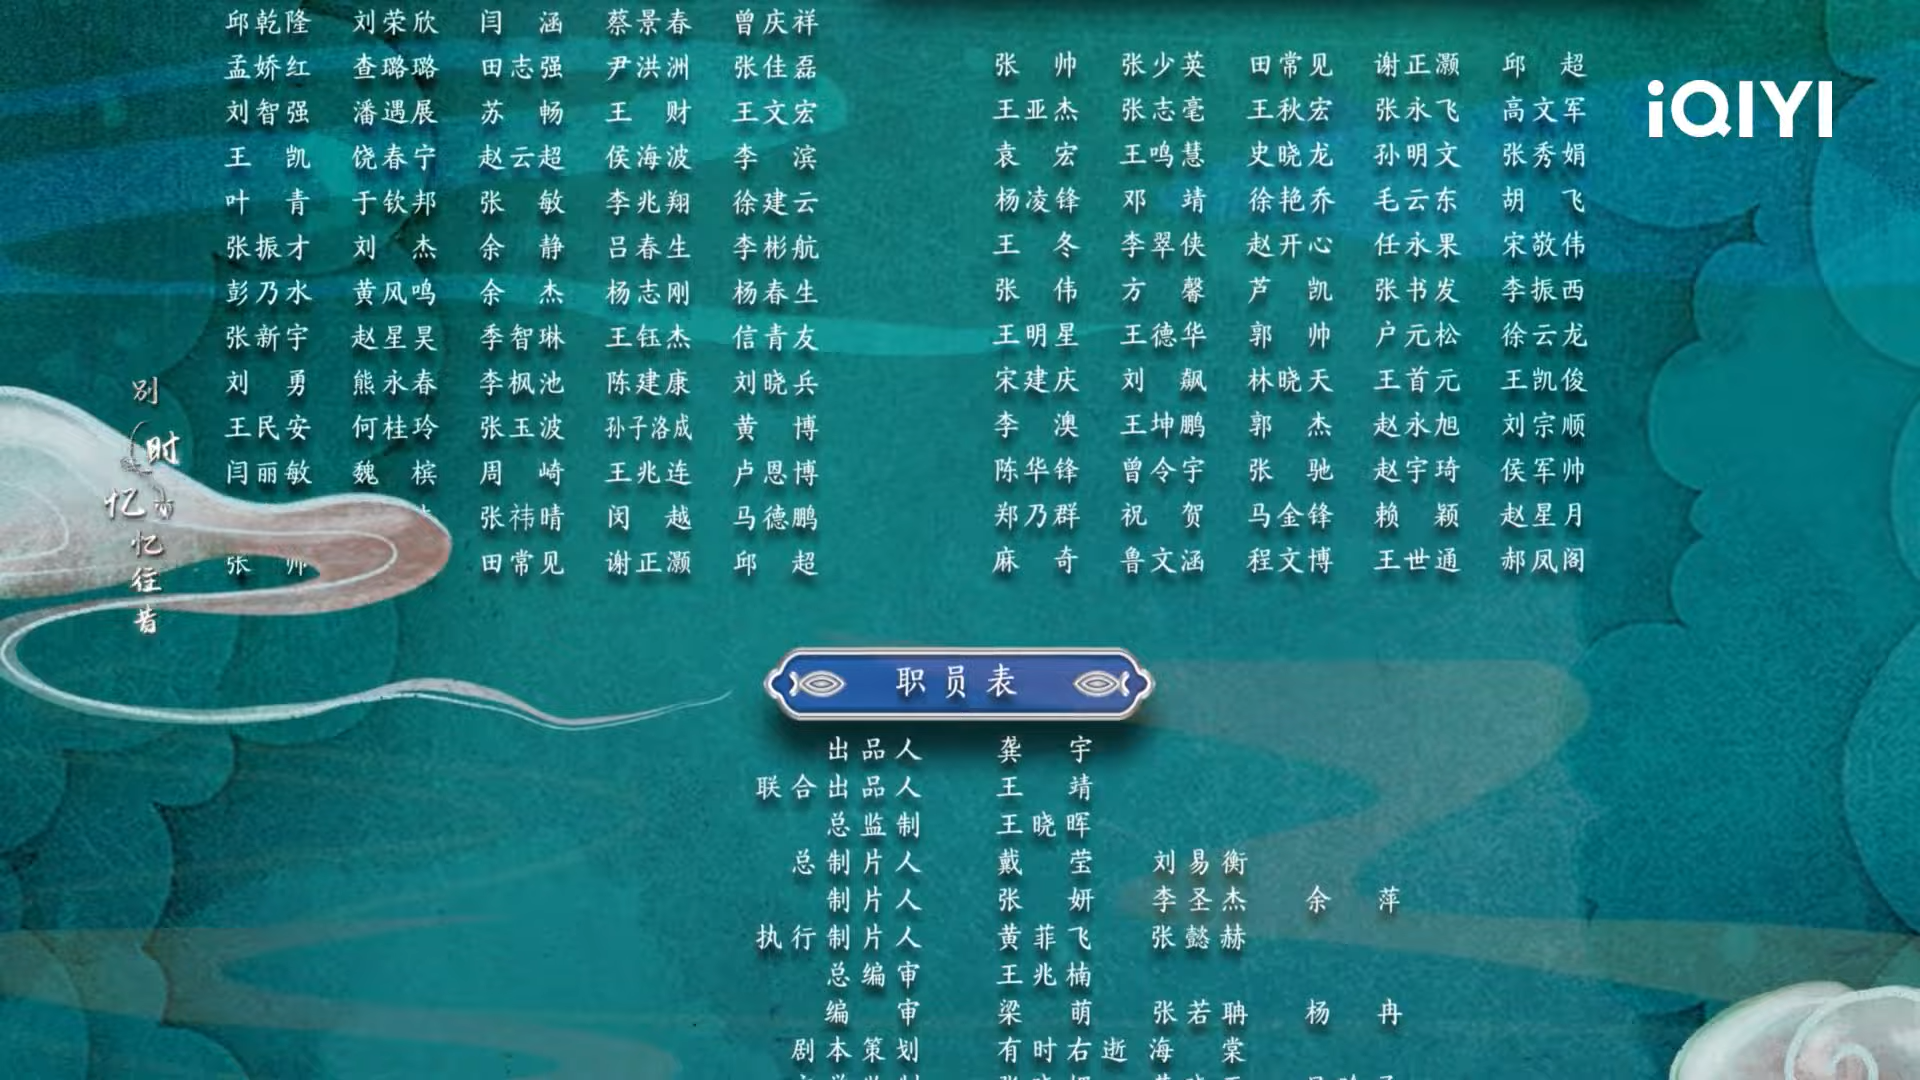 邱乾隆 刘荣欣 闫涵 蔡景春 曾庆祥
孟娇红 查璐璐 田志强 尹洪洲 张佳磊
刘智强 潘遇展 苏畅 王财 王文宏
王凯 饶春宁 赵云超 侯海波 李滨
叶青 于钦邦 张敏 李兆翔 徐建云
张振才 刘杰 余静 吕春生 李彬航
彭乃水 黄风鸣 余杰 杨志刚 杨春生
张新宇 赵星昊 季智琳 王钰杰 信青友
刘勇 熊永春 李枫池 陈建康 刘晓兵
王民安 何桂玲 张玉波 孙子洛成 黄博
闫丽敏 魏槟 周崎 王兆连 卢恩博
张祎晴 闵越 马德鹏
张帅 田常见 谢正灏 邱超
张帅 张少英 田常见 谢正灏 邱超
王亚杰 张志毫 王秋宏 张永飞 高文军
袁宏 王鸣慧 史晓龙 孙明文 张秀娟
杨凌锋 邓靖 徐艳乔 毛云东 胡飞
王冬 李翠侠 赵开心 任永果 宋敬伟
张伟 方馨 芦凯 张书发 李振西
王明星 王德华 郭帅 户元松 徐云龙
宋建庆 刘飙 林晓天 王首元 王凯俊
李澳 王坤鹏 郭杰 赵永旭 刘宗顺
陈华锋 曾令宇 张驰 赵宇琦 侯军帅
郑乃群 祝贺 马金锋 赖颖 赵星月
麻奇 鲁文涵 程文博 王世通 郝凤阁
iQIYI
别
时
忆
忆往昔
职员表
出品人 龚宇
联合出品人 王靖
总监制 王晓晖
总制片人 戴莹 刘易衡
制片人 张妍 李圣杰 余萍
执行制片人 黄菲飞 张懿赫
总编审 王兆楠
编审 梁萌 张若聃 杨冉
剧本策划 有时右逝 海棠